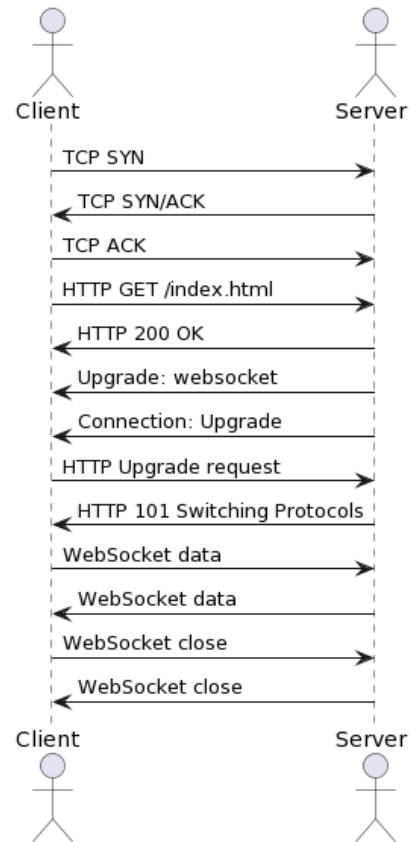 Client Server
TCP SYN
TCP SYN/ACK
TCP ACK
HTTP GET /index.html
HTTP 200 OK
Upgrade: websocket
Connection: Upgrade
HTTP Upgrade request
HTTP 101 Switching Protocols
WebSocket data
WebSocket data
WebSocket close
WebSocket close
Client Server